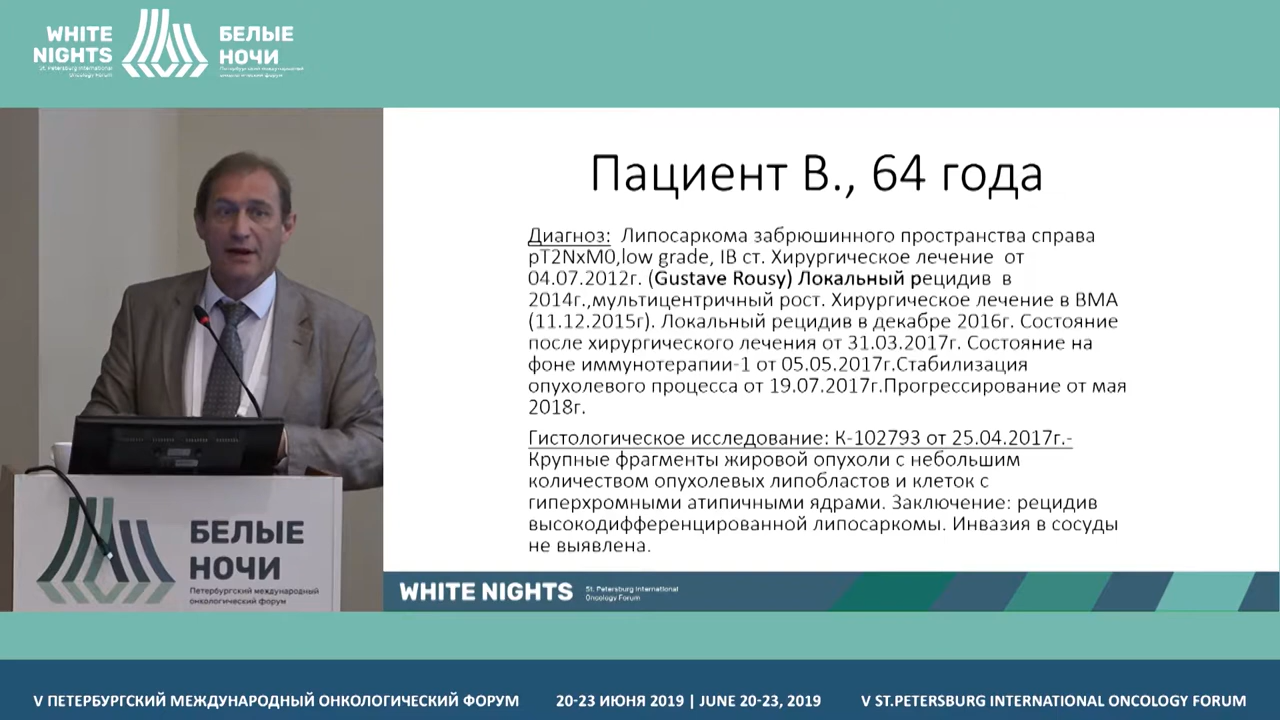 WHITE
NIGHTS
St. Petersburg International
Oncology Forum
БЕЛЫЕ
НОЧИ
Петербургский международный
онкологический форум
Пациент В., 64 года
Диагноз: Липосаркома забрюшинного пространства справа
pT2NxM0,low grade, IB ст. Хирургическое лечение от
04.07.2012г. (Gustave Rousy) Локальный рецидив в
2014г.,мультицентричный рост. Хирургическое лечение в ВМА
(11.12.2015г). Локальный рецидив в декабре 2016г. Состояние
после хирургического лечения от 31.03.2017г. Состояние на
фоне иммунотерапии-1 от 05.05.2017г.Стабилизация
опухолевого процесса от 19.07.2017г.Прогрессирование от мая
2018г.
Гистологическое исследование: К-102793 от 25.04.2017г.-
Крупные фрагменты жировой опухоли с небольшим
количеством опухолевых липобластов и клеток с
гиперхромными атипичными ядрами. Заключение: рецидив
высокодифференцированной липосаркомы. Инвазия в сосуды
не выявлена.
БЕЛЫЕ
НОЧИ
Петербургский международный
онкологический форум
WHITE NIGHTS
St. Petersburg International
Oncology Forum
V ПЕТЕРБУРГСКИЙ МЕЖДУНАРОДНЫЙ ОНКОЛОГИЧЕСКИЙ ФОРУМ
20-23 ИЮНЯ 2019 | JUNE 20-23, 2019
V ST.PETERSBURG INTERNATIONAL ONCOLOGY FORUM